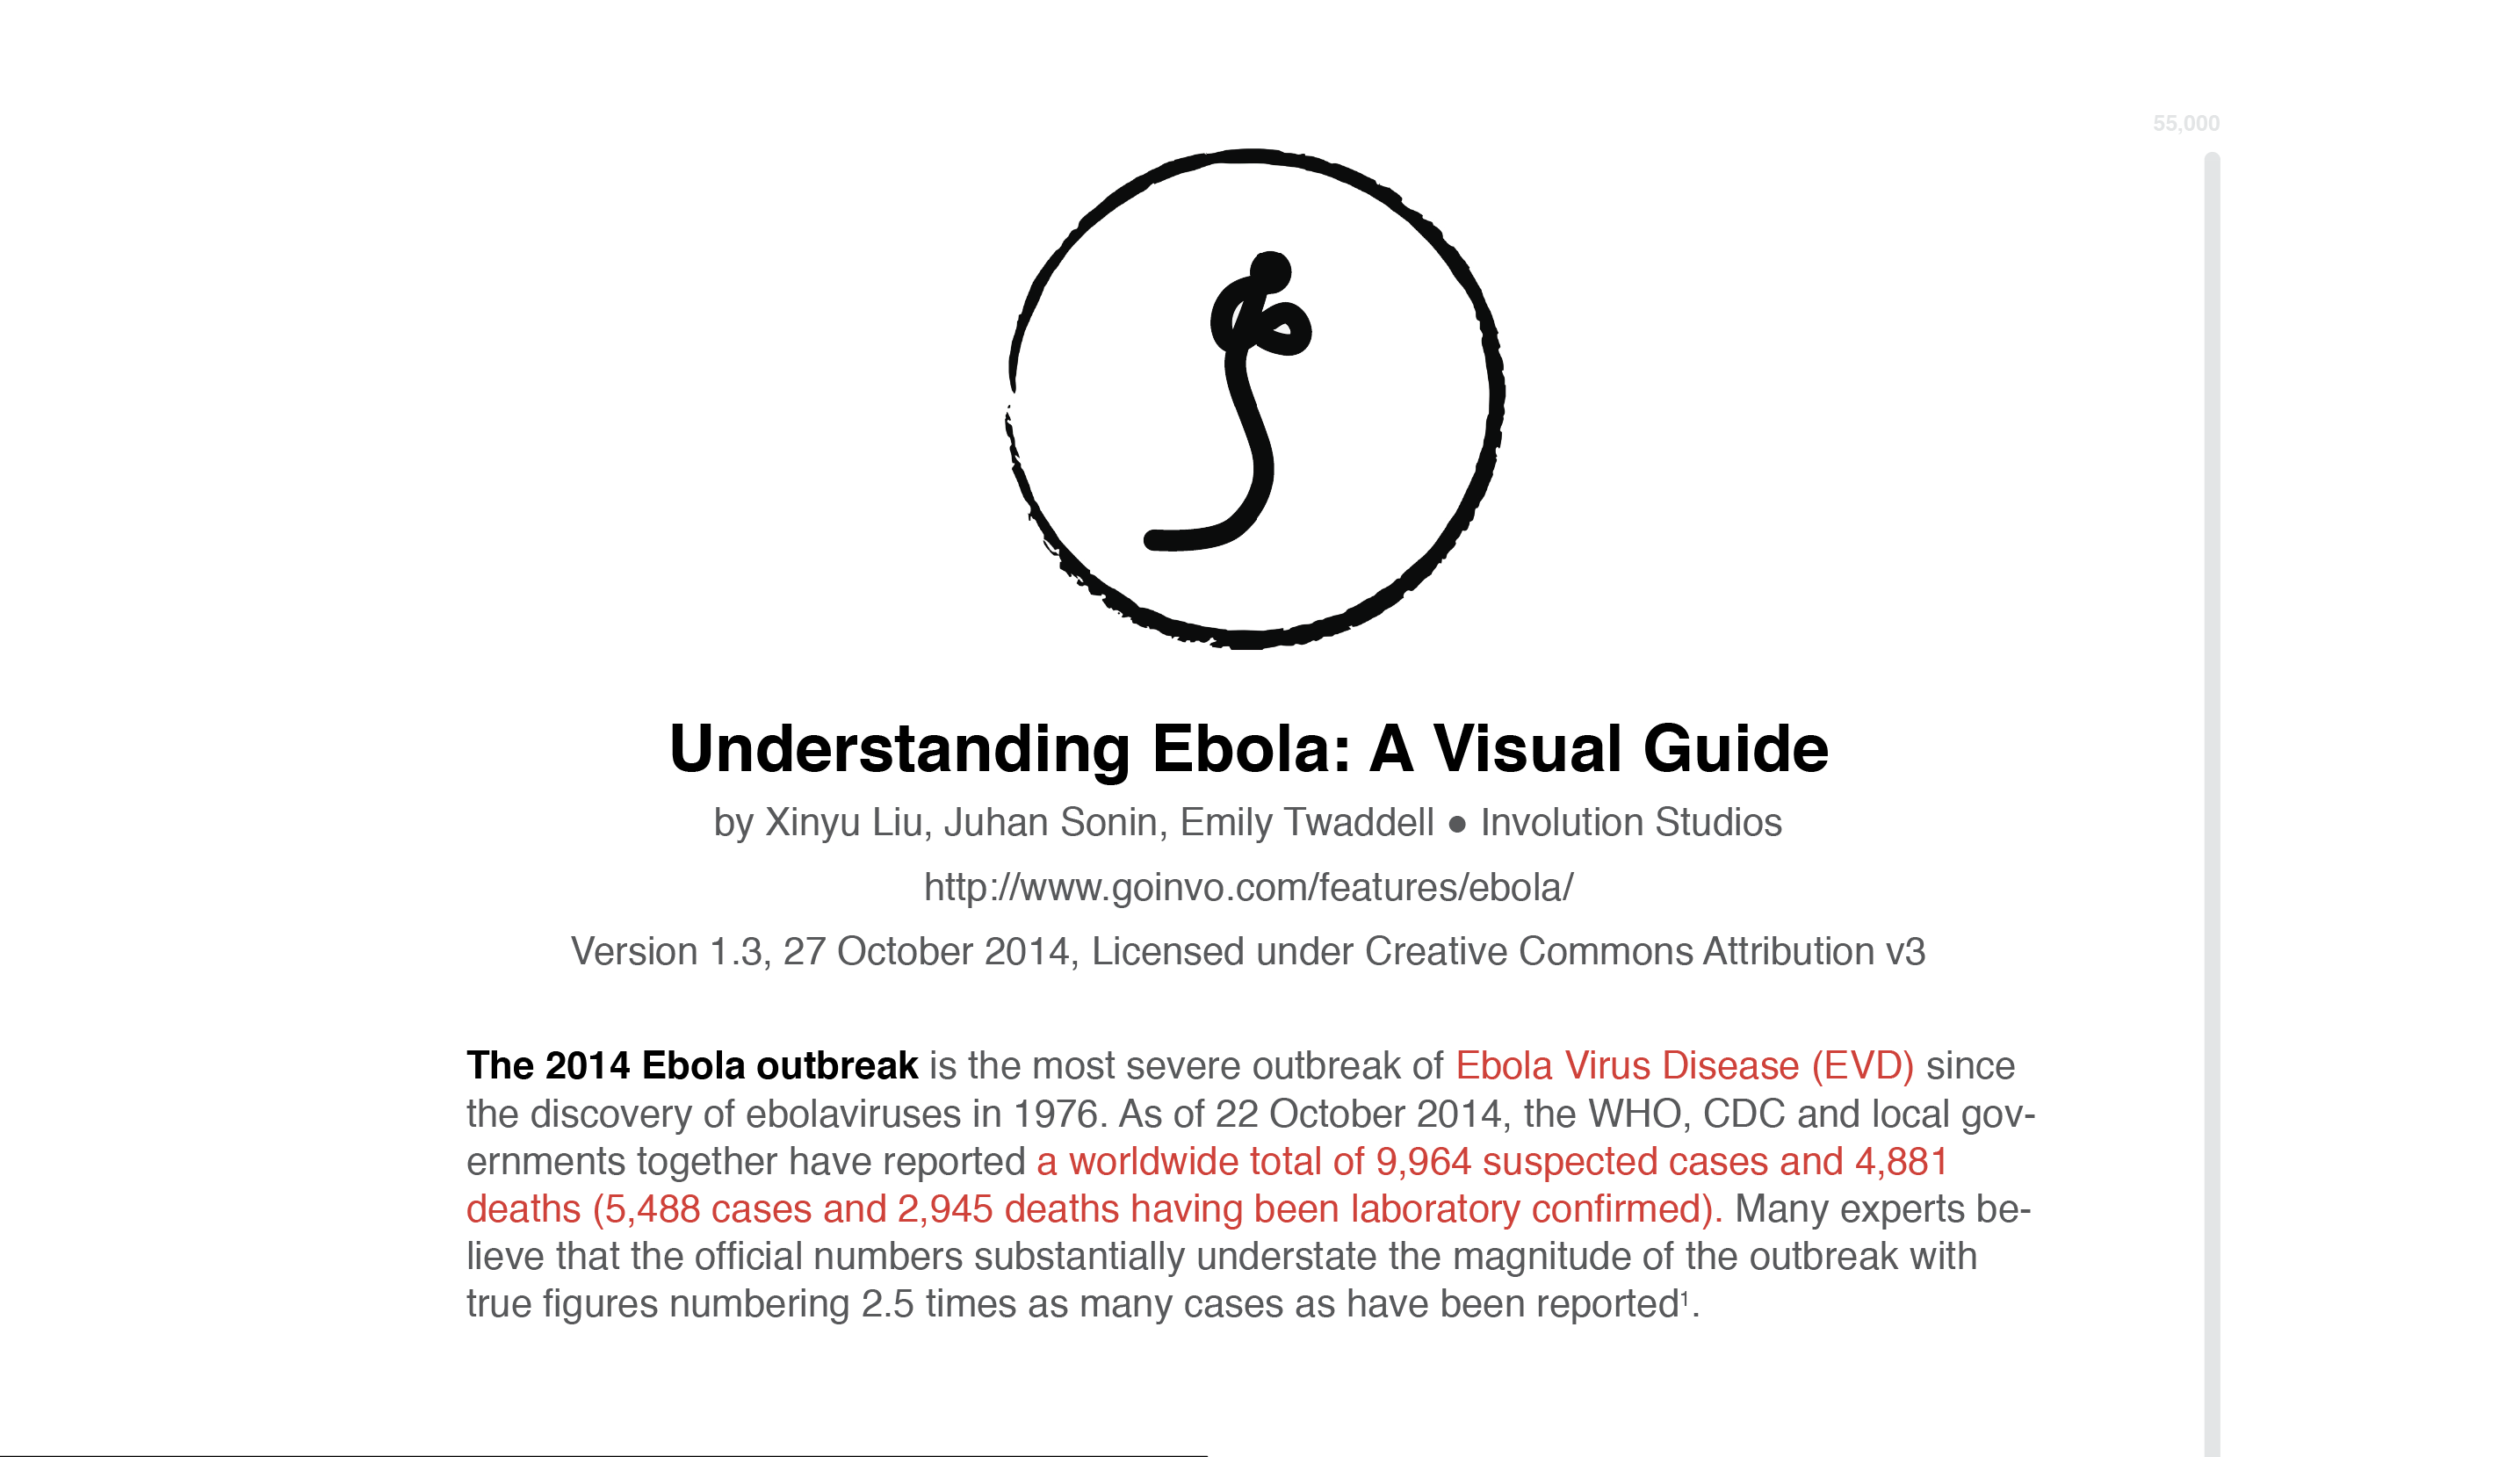 55,000
Understanding Ebola: A Visual Guide
by Xinyu Liu, Juhan Sonin, Emily Twaddell ● Involution Studios
http://www.goinvo.com/features/ebola/
Version 1.3, 27 October 2014, Licensed under Creative Commons Attribution v3
The 2014 Ebola outbreak is the most severe outbreak of Ebola Virus Disease (EVD) since
the discovery of ebolaviruses in 1976. As of 22 October 2014, the WHO, CDC and local gov-
ernments together have reported a worldwide total of 9,964 suspected cases and 4,881
deaths (5,488 cases and 2,945 deaths having been laboratory confirmed). Many experts be-
lieve that the official numbers substantially understate the magnitude of the outbreak with
true figures numbering 2.5 times as many cases as have been reported¹.